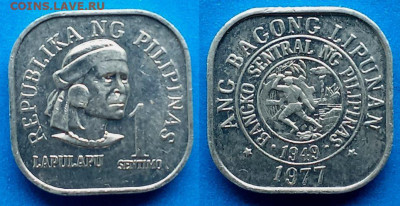 COINS.LAVE.RU
REPUBLIKA NG PILIPINAS
1
LAPULAPU
SENTIMO
ANG BAGONG LIPUNAN
BANGKO SENTRAL NG PILIPINAS
1949
1977